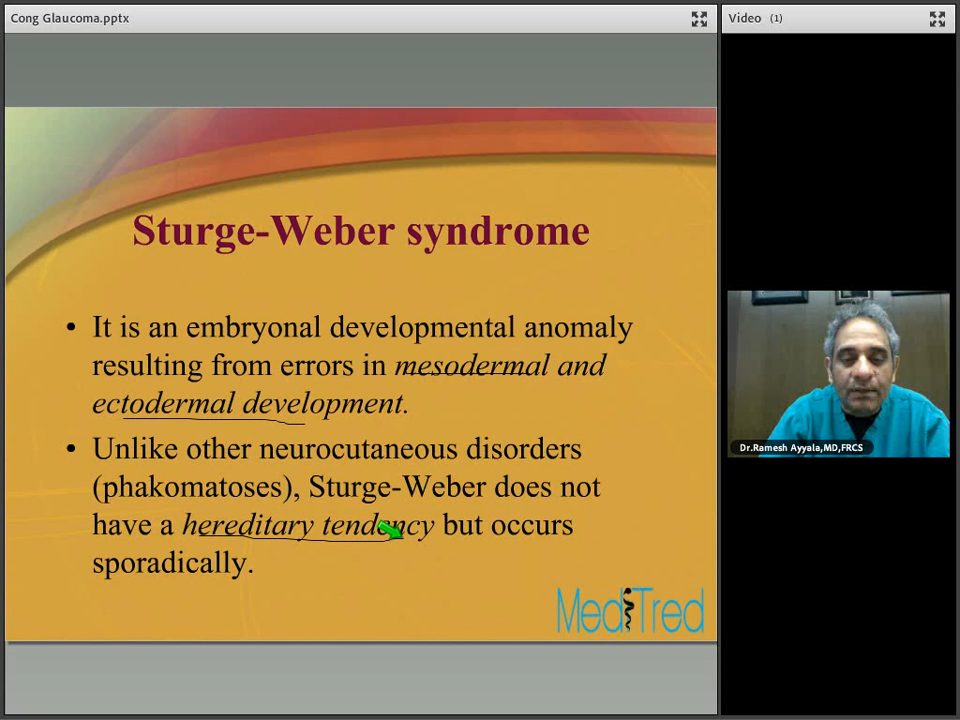 Cong Glaucoma.pptx
Video (1)
Sturge-Weber syndrome
• It is an embryonal developmental anomaly
resulting from errors in mesodermal and
ectodermal development.
• Unlike other neurocutaneous disorders
(phakomatoses), Sturge-Weber does not
have a hereditary tendency but occurs
sporadically.
MediTred
Dr.Ramesh Ayyala,MD,FRCS